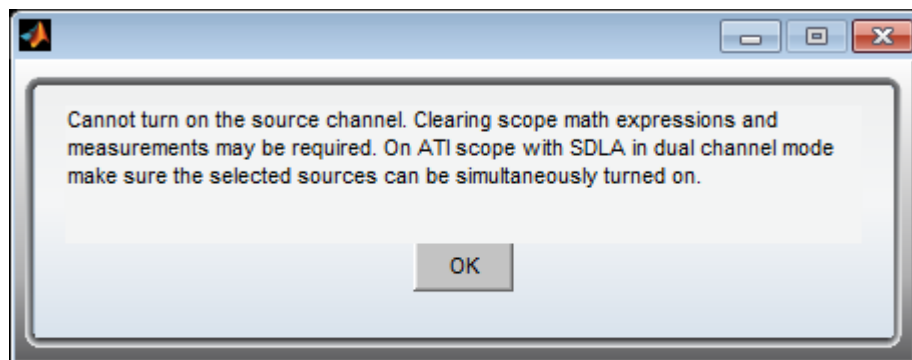 Cannot turn on the source channel. Clearing scope math expressions and
measurements may be required. On ATI scope with SDLA in dual channel mode
make sure the selected sources can be simultaneously turned on.
OK